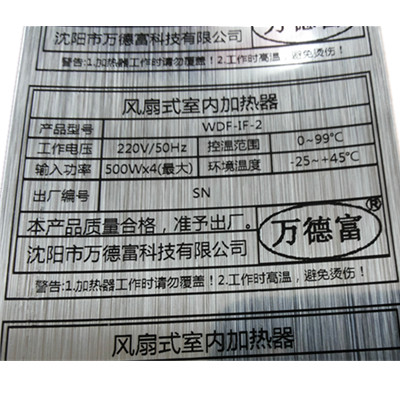 沈阳市万德富科技有限公司
万德富
警告:1.加热器工作时请勿覆盖!2.工作时高温,避免烫伤!
风扇式室内加热器
产品型号 WDF-IF-2
工作电压 220V/50Hz 控温范围 0~99℃
输入功率 500W×4(最大) 环境温度 -25~+45℃
出厂编号 SN
本产品质量合格，准予出厂。
沈阳市万德富科技有限公司
万德富®
警告:1.加热器工作时请勿覆盖!2.工作时高温,避免烫伤!
风扇式室内加热器